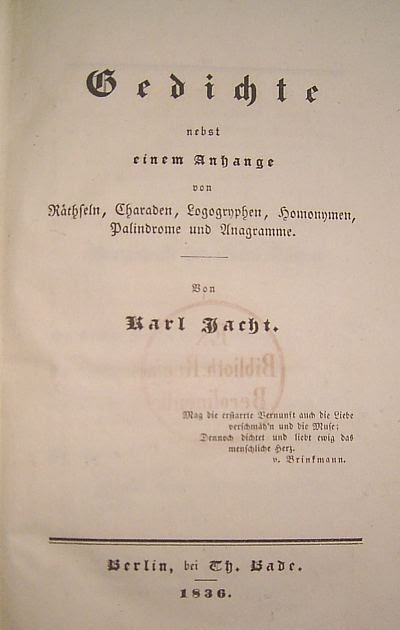 Gedichte
nebst
einem Anhange
von
Räthseln, Charaden, Logogryphen, Homonymen,
Palindrome und Anagramme.
Von
Karl Jacht.
Mag die erstarrte Vernunft auch die Liebe
verschmäh'n und die Muse;
Dennoch dichtet und liebt ewig das
menschliche Herz.
v. Brinkmann.
Berlin, bei Th. Bade.
1836.